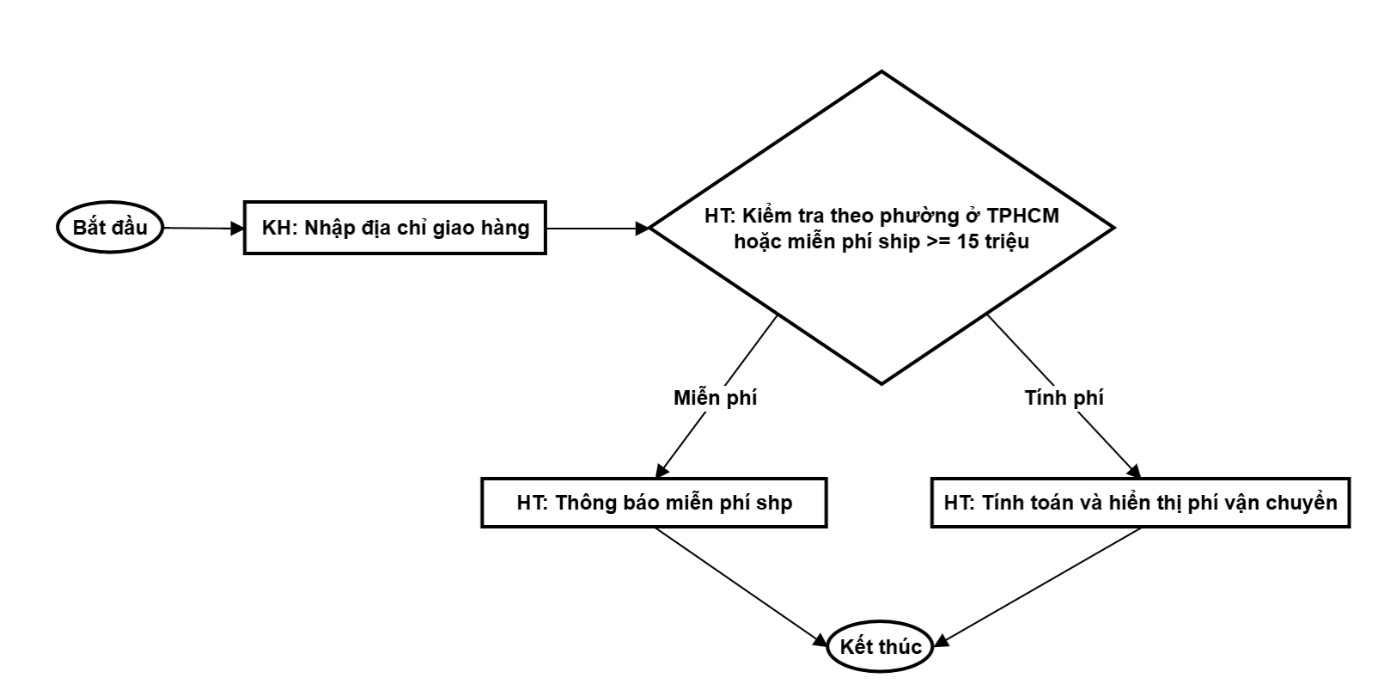 Bắt đầu
KH: Nhập địa chỉ giao hàng
HT: Kiểm tra theo phường ở TPHCM
hoặc miễn phí ship >= 15 triệu
Miễn phí
Tính phí
HT: Thông báo miễn phí shp
HT: Tính toán và hiển thị phí vận chuyển
Kết thúc